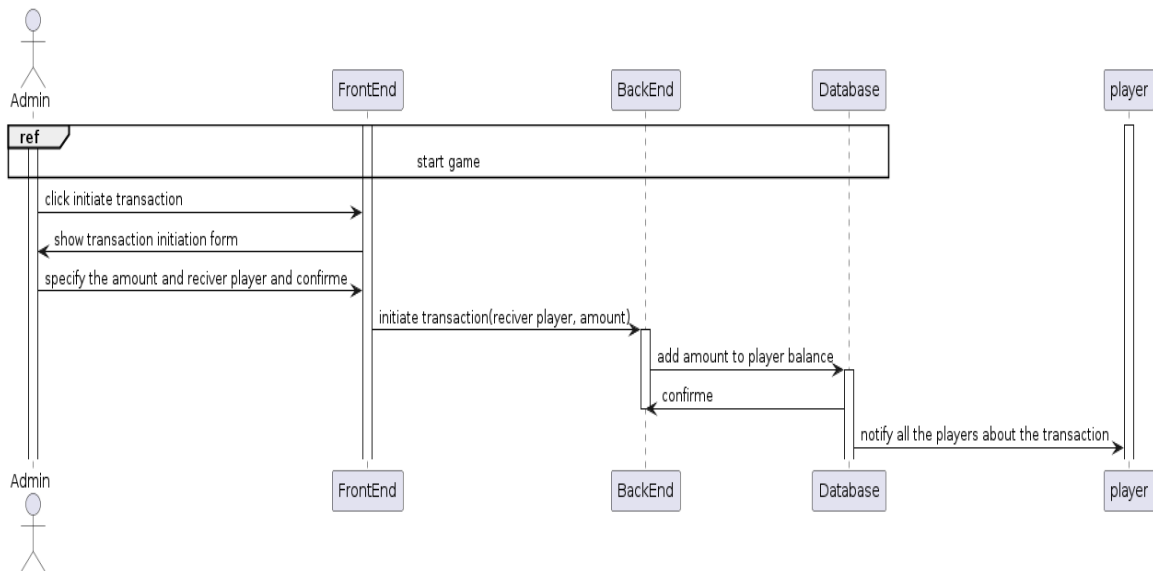 Admin
FrontEnd
BackEnd
Database
player
ref
start game
click initiate transaction
show transaction initiation form
specify the amount and reciver player and confirme
initiate transaction(reciver player, amount)
add amount to player balance
confirme
notify all the players about the transaction
Admin
FrontEnd
BackEnd
Database
player